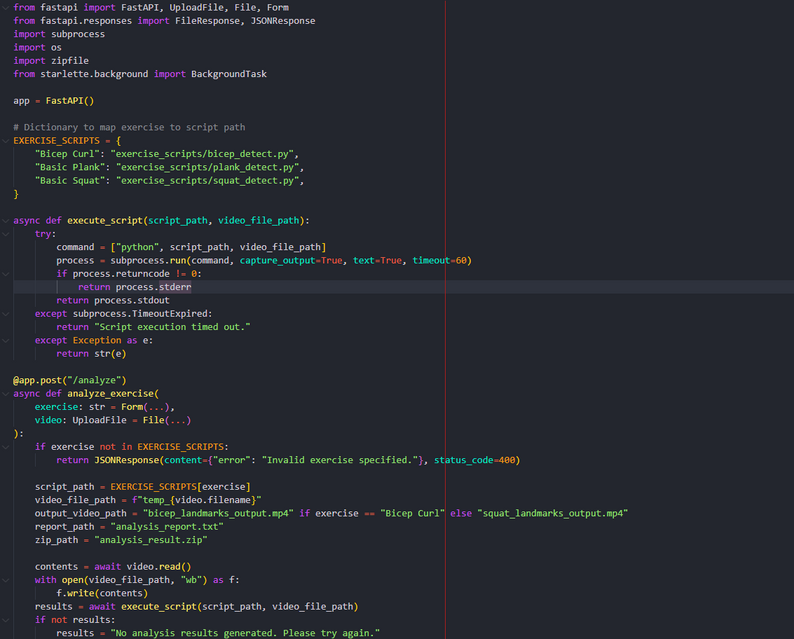 from fastapi import FastAPI, UploadFile, File, Form
from fastapi.responses import FileResponse, JSONResponse
import subprocess
import os
import zipfile
from starlette.background import BackgroundTask

app = FastAPI()

# Dictionary to map exercise to script path
EXERCISE_SCRIPTS = {
    "Bicep Curl": "exercise_scripts/bicep_detect.py",
    "Basic Plank": "exercise_scripts/plank_detect.py",
    "Basic Squat": "exercise_scripts/squat_detect.py",
}

async def execute_script(script_path, video_file_path):
    try:
        command = ["python", script_path, video_file_path]
        process = subprocess.run(command, capture_output=True, text=True, timeout=60)
        if process.returncode != 0:
            return process.stderr
        return process.stdout
    except subprocess.TimeoutExpired:
        return "Script execution timed out."
    except Exception as e:
        return str(e)

@app.post("/analyze")
async def analyze_exercise(
    exercise: str = Form(...),
    video: UploadFile = File(...)
):
    if exercise not in EXERCISE_SCRIPTS:
        return JSONResponse(content={"error": "Invalid exercise specified."}, status_code=400)

    script_path = EXERCISE_SCRIPTS[exercise]
    video_file_path = f"temp_{video.filename}"
    output_video_path = "bicep_landmarks_output.mp4" if exercise == "Bicep Curl" else "squat_landmarks_output.mp4"
    report_path = "analysis_report.txt"
    zip_path = "analysis_result.zip"

    contents = await video.read()
    with open(video_file_path, "wb") as f:
        f.write(contents)
    results = await execute_script(script_path, video_file_path)
    if not results:
        results = "No analysis results generated. Please try again."